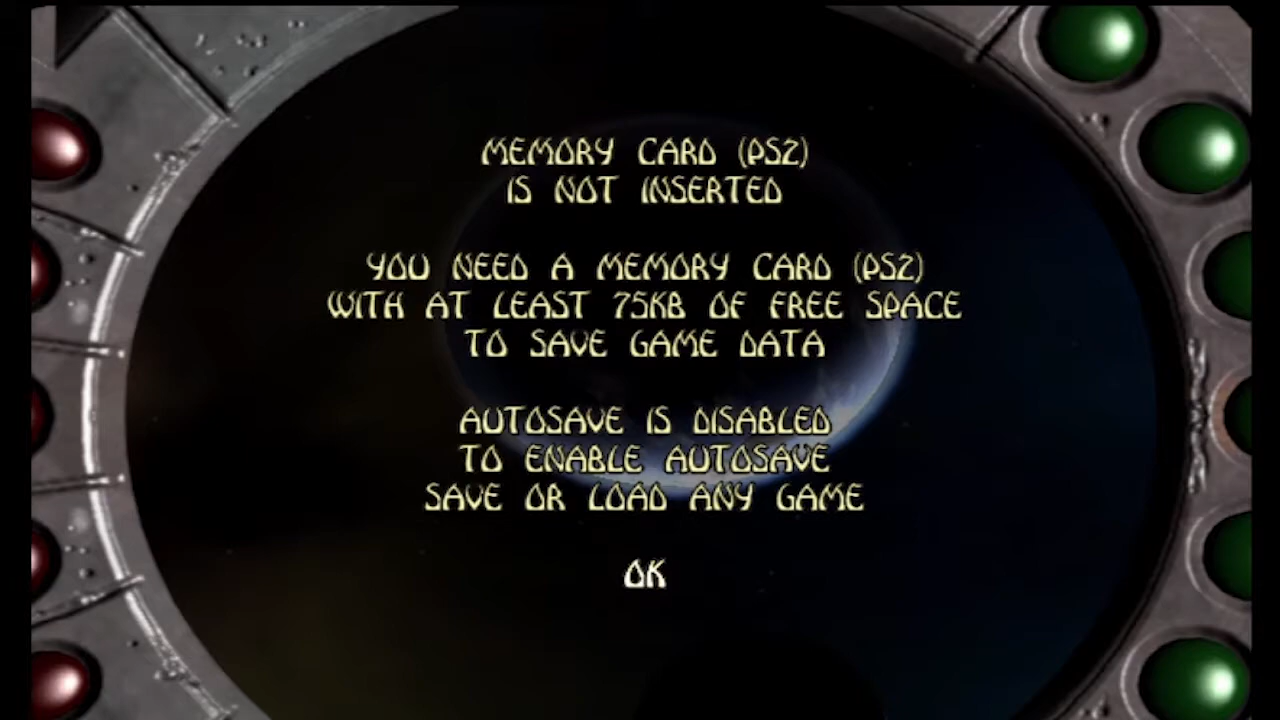 MEMORY CARD (PS2)
IS NOT INSERTED
YOU NEED A MEMORY CARD (PS2)
WITH AT LEAST 75KB OF FREE SPACE
TO SAVE GAME DATA
AUTOSAVE IS DISABLED
TO ENABLE AUTOSAVE
SAVE OR LOAD ANY GAME
OK